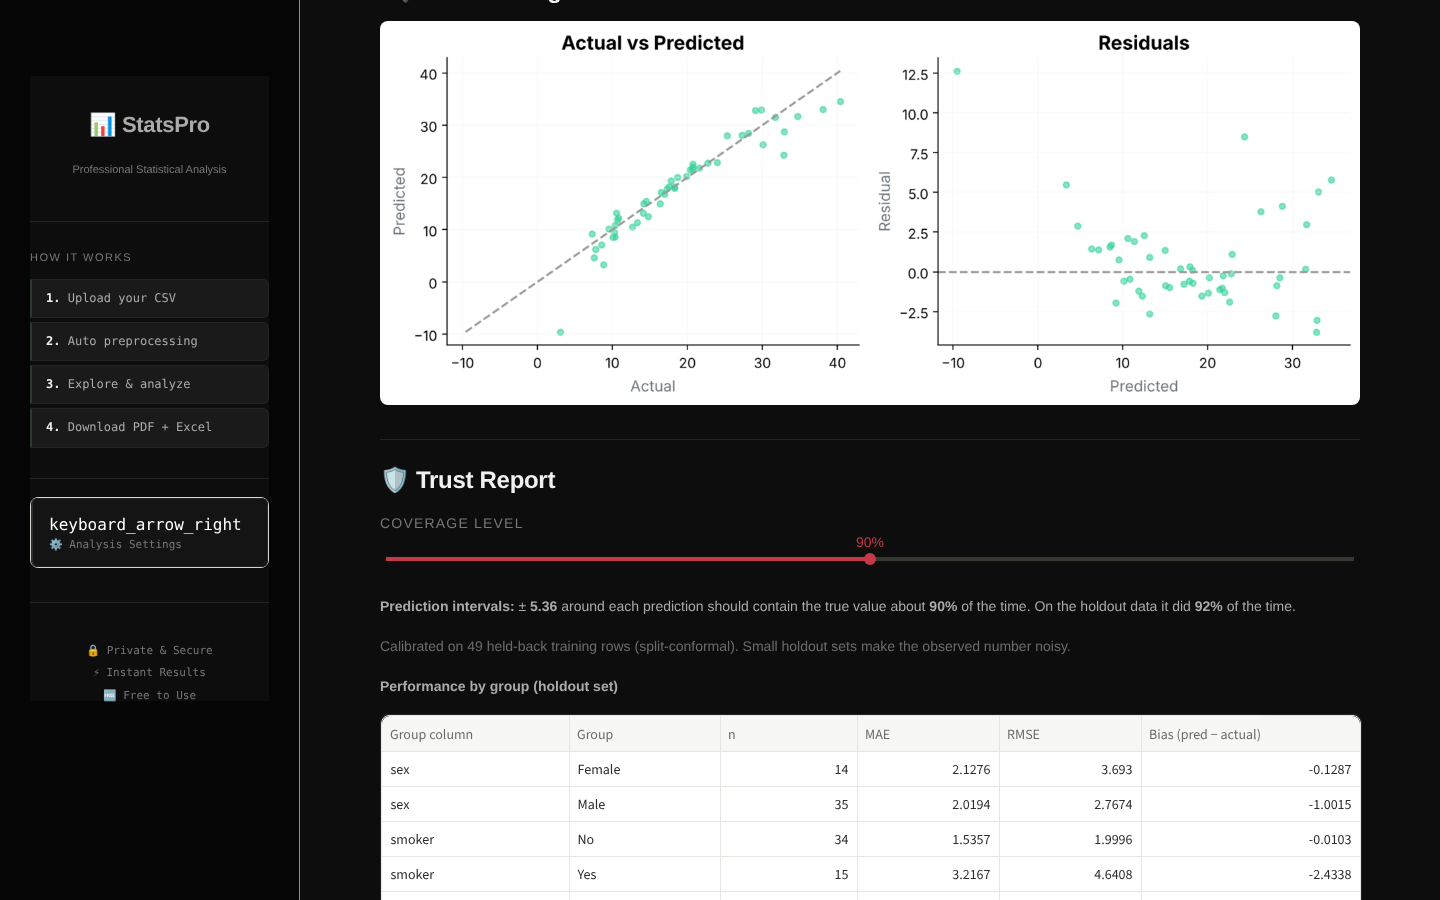 📊 StatsPro
Professional Statistical Analysis
HOW IT WORKS
1. Upload your CSV
2. Auto preprocessing
3. Explore & analyze
4. Download PDF + Excel
keyboard_arrow_right
⚙️ Analysis Settings
🔒 Private & Secure
⚡ Instant Results
🆓 Free to Use
Actual vs Predicted
40
30
20
10
0
−10
−10 0 10 20 30 40
Predicted
Actual
Residuals
12.5
10.0
7.5
5.0
2.5
0.0
−2.5
−10 0 10 20 30
Residual
Predicted
🛡️ Trust Report
COVERAGE LEVEL
90%
Prediction intervals: ± 5.36 around each prediction should contain the true value about 90% of the time. On the holdout data it did 92% of the time.
Calibrated on 49 held-back training rows (split-conformal). Small holdout sets make the observed number noisy.
Performance by group (holdout set)
Group column Group n MAE RMSE Bias (pred − actual)
sex Female 14 2.1276 3.693 -0.1287
sex Male 35 2.0194 2.7674 -1.0015
smoker No 34 1.5357 1.9996 -0.0103
smoker Yes 15 3.2167 4.6408 -2.4338